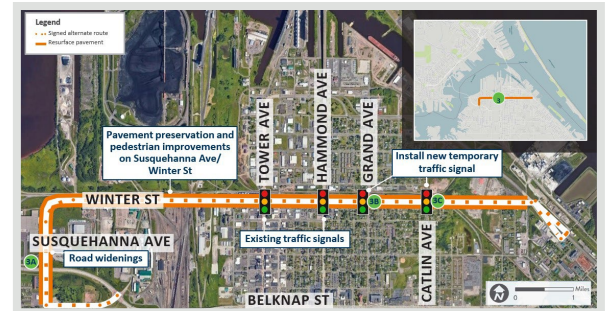 Legend
Signed alternate route
Resurface pavement
3
Pavement preservation and
pedestrian improvements
on Susquehanna Ave/
Winter St
TOWER AVE
HAMMOND AVE
GRAND AVE
Install new temporary
traffic signal
WINTER ST
3B
3C
SUSQUEHANNA AVE
3A
Road widenings
Existing traffic signals
CATLIN AVE
BELKNAP ST
N
Miles
0 1